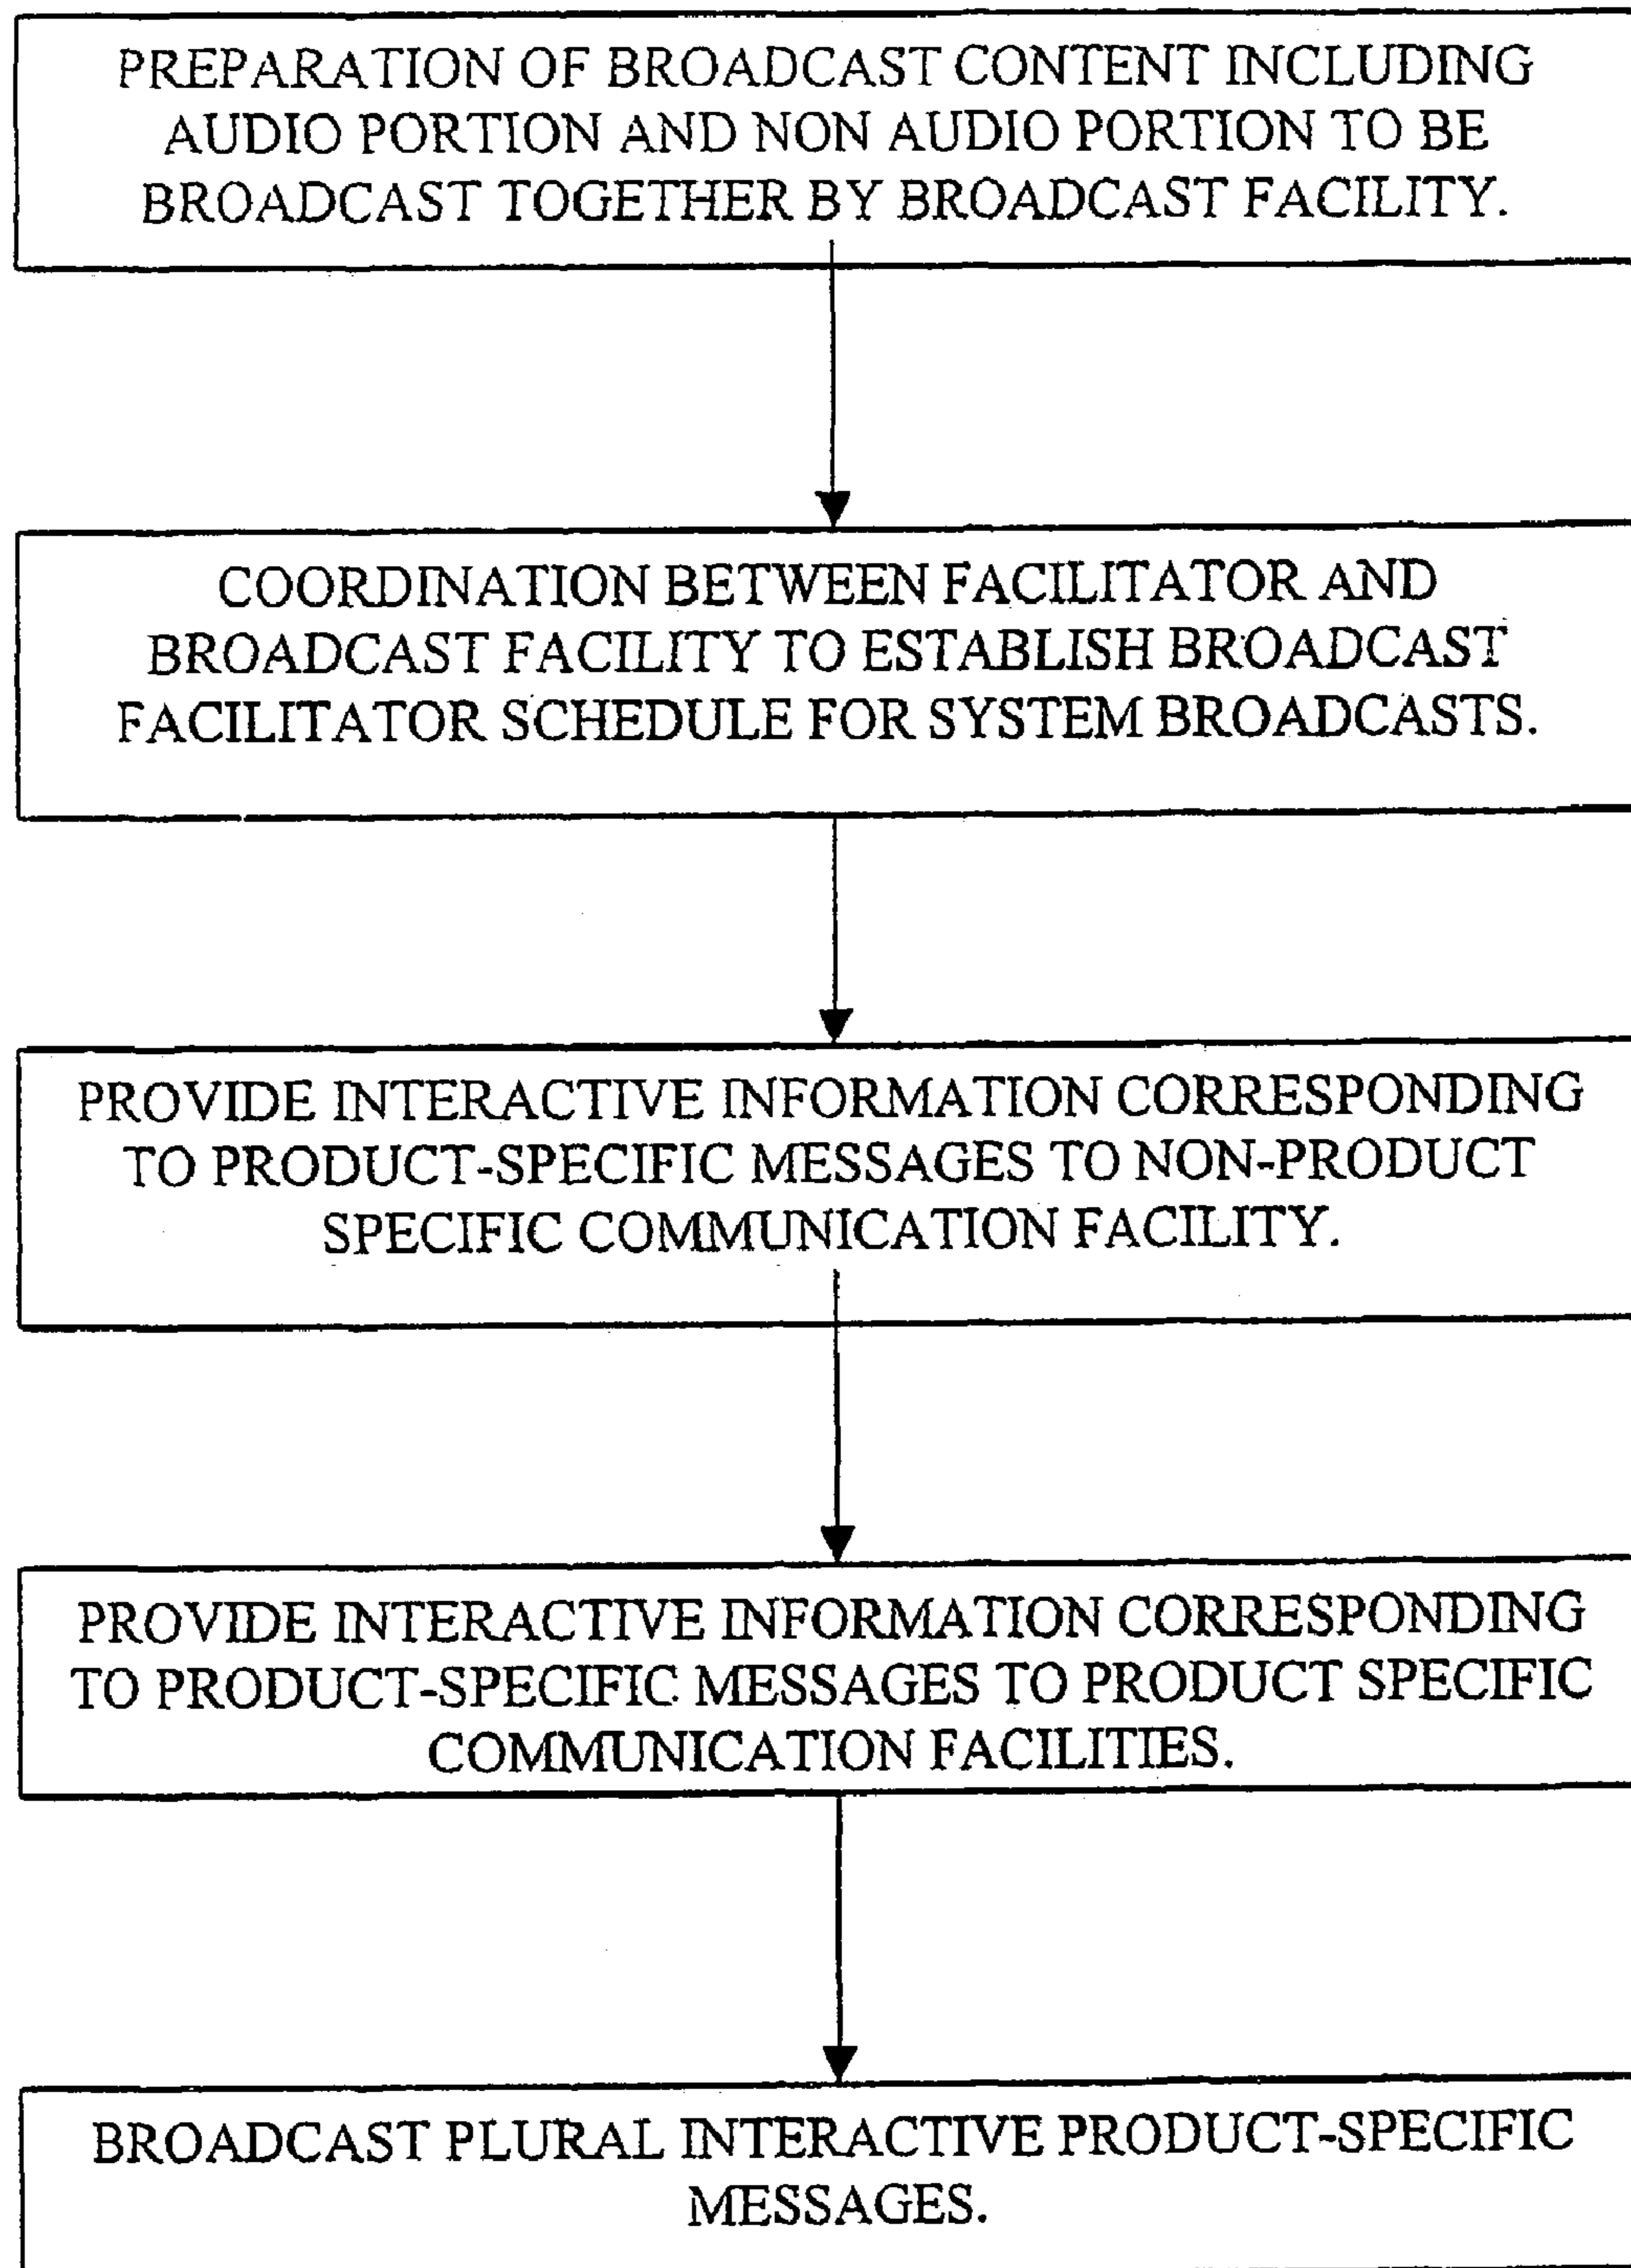 PREPARATION OF BROADCAST CONTENT INCLUDING
AUDIO PORTION AND NON AUDIO PORTION TO BE
BROADCAST TOGETHER BY BROADCAST FACILITY.
COORDINATION BETWEEN FACILITATOR AND
BROADCAST FACILITY TO ESTABLISH BROADCAST
FACILITATOR SCHEDULE FOR SYSTEM BROADCASTS.
PROVIDE INTERACTIVE INFORMATION CORRESPONDING
TO PRODUCT-SPECIFIC MESSAGES TO NON-PRODUCT
SPECIFIC COMMUNICATION FACILITY.
PROVIDE INTERACTIVE INFORMATION CORRESPONDING
TO PRODUCT-SPECIFIC MESSAGES TO PRODUCT SPECIFIC
COMMUNICATION FACILITIES.
BROADCAST PLURAL INTERACTIVE PRODUCT-SPECIFIC
MESSAGES.